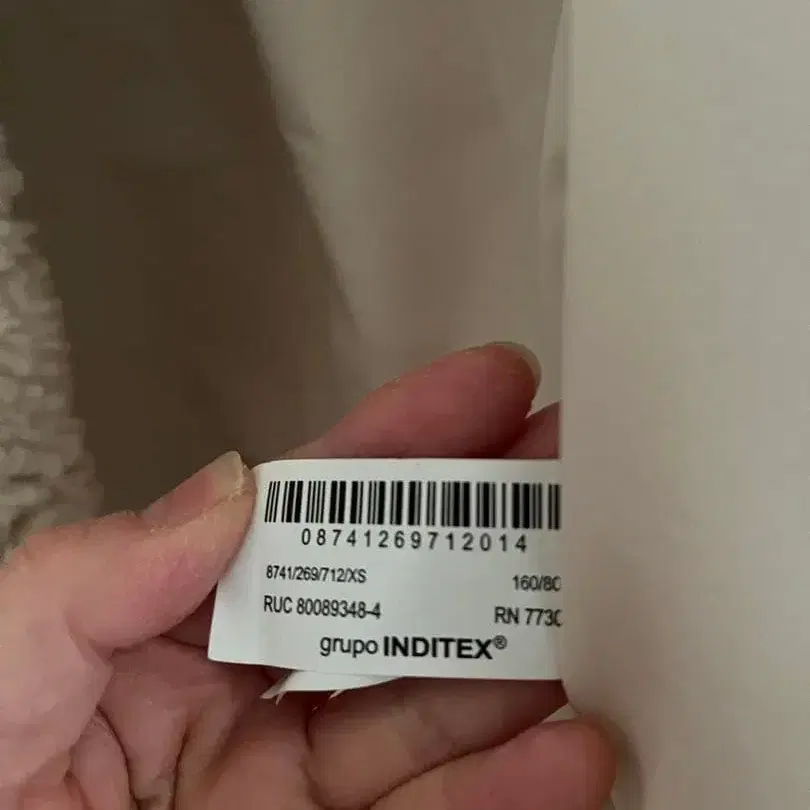 08741269712014
8741/269/712/XS 160/80
RUC 80089348-4 RN 7730
grupo INDITEX®